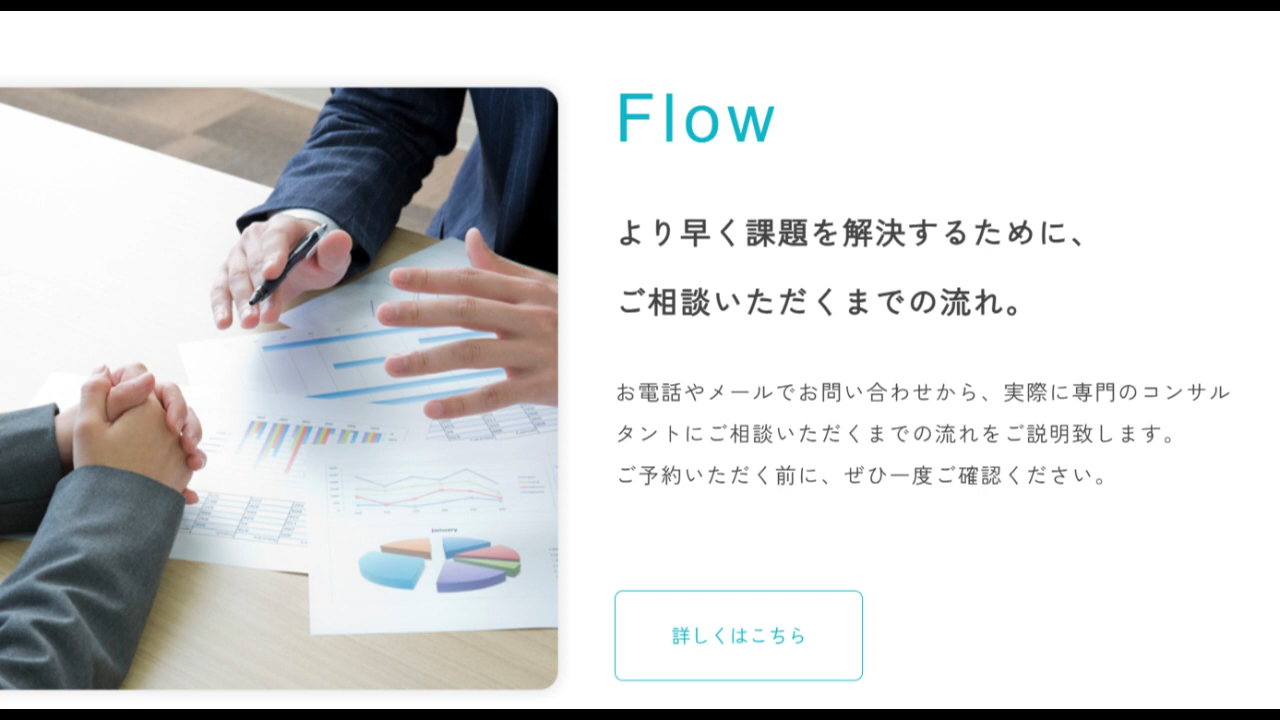 Flow
より早く課題を解決するために、
ご相談いただくまでの流れ。
お電話やメールでお問い合わせから、実際に専門のコンサル
タントにご相談いただくまでの流れをご説明致します。
ご予約いただく前に、ぜひ一度ご確認ください。
詳しくはこちら
January